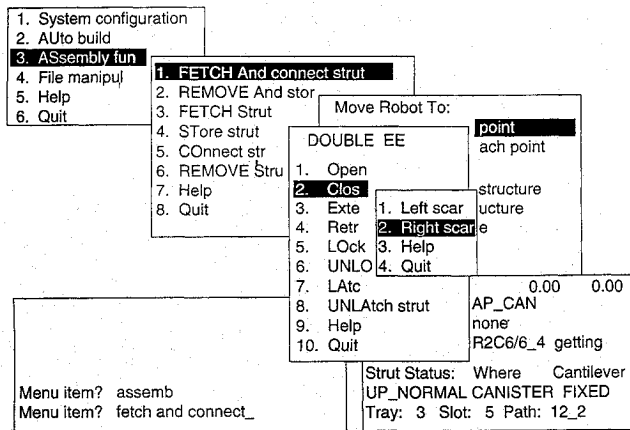 1. System configuration
2. AUto build
3. ASsembly fun
4. File manipul
5. Help
6. Quit
1. FETCH And connect strut
2. REMOVE And stor
3. FETCH Strut
4. STore strut
5. COnnect str
6. REMOVE Stru
7. Help
8. Quit
Move Robot To:
point
ach point
structure
ucture
e
DOUBLE EE
1. Open
2. Clos
3. Exte
4. Retr
5. LOck
6. UNLO
7. LAtc
8. UNLAtch strut
9. Help
10. Quit
1. Left scar
2. Right scar
3. Help
4. Quit
0.00 0.00
AP_CAN
none
R2C6/6_4 getting
Strut Status: Where Cantilever
UP_NORMAL CANISTER FIXED
Tray: 3 Slot: 5 Path: 12_2
Menu item? assemb
Menu item? fetch and connect_